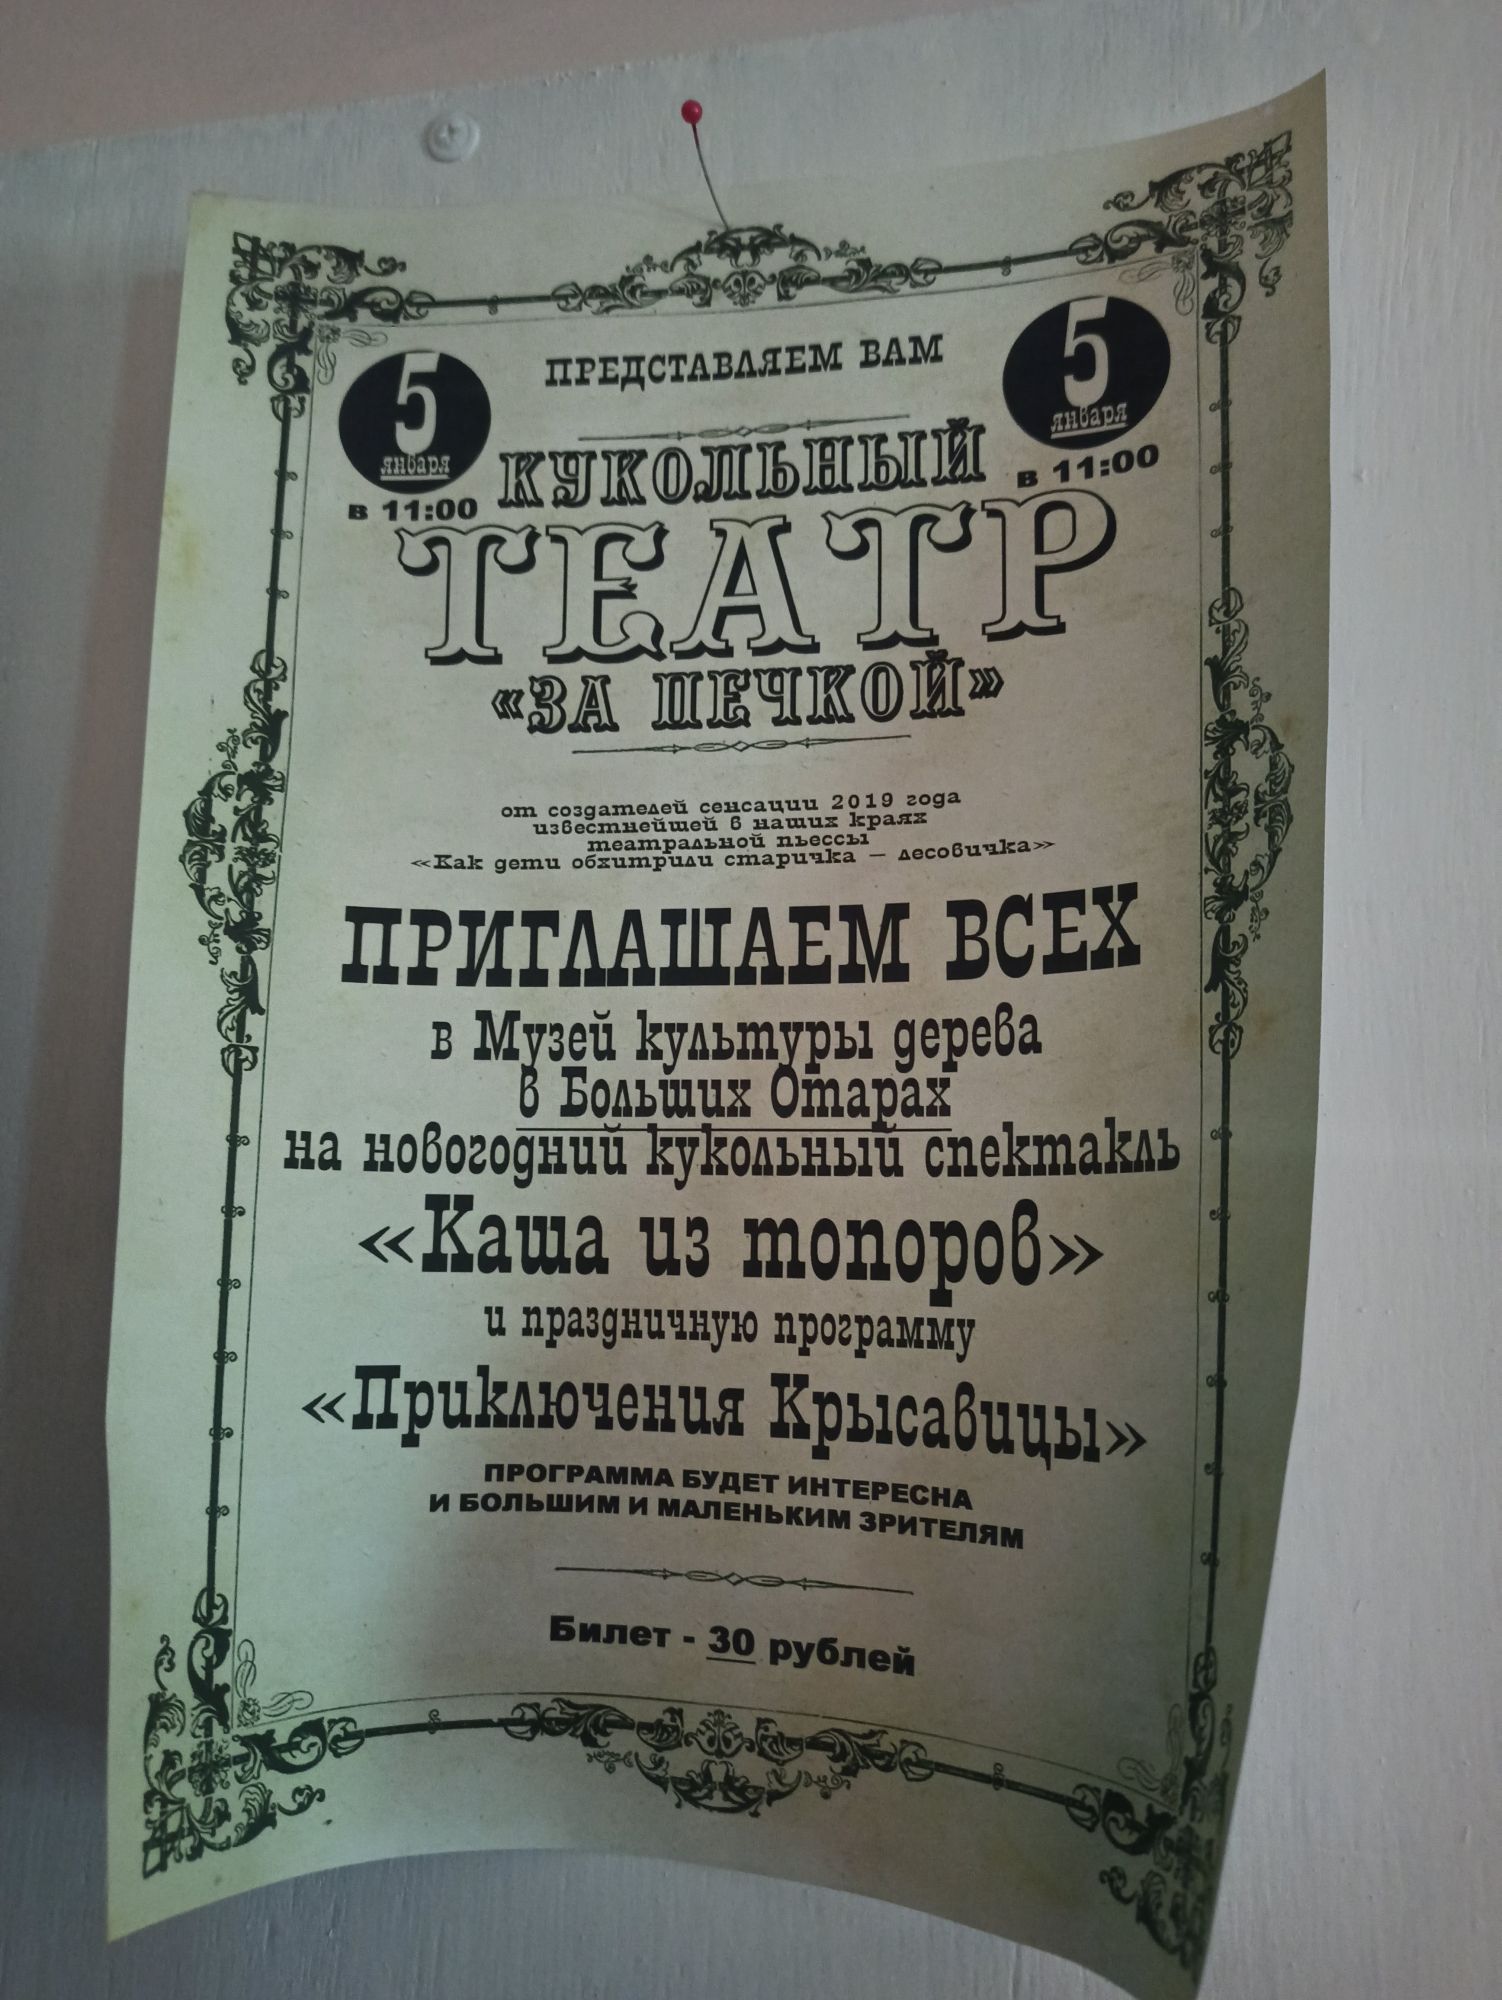 ПРЕДСТАВЛЯЕМ ВАМ
5
января
в 11:00
5
января
в 11:00
КУКОЛЬНЫЙ
ТЕАТР
«ЗА ПЕЧКОЙ»
от создателей сенсации 2019 года
известнейшей в наших краях
театральной пьессы
«Как дети обхитрили старичка – лесовичка»
ПРИГЛАШАЕМ ВСЕХ
в Музей культуры дерева
в Больших Отарах
на новогодний кукольный спектакль
«Каша из топоров»
и праздничную программу
«Приключения Крысавицы»
ПРОГРАММА БУДЕТ ИНТЕРЕСНА
И БОЛЬШИМ И МАЛЕНЬКИМ ЗРИТЕЛЯМ
Билет - 30 рублей